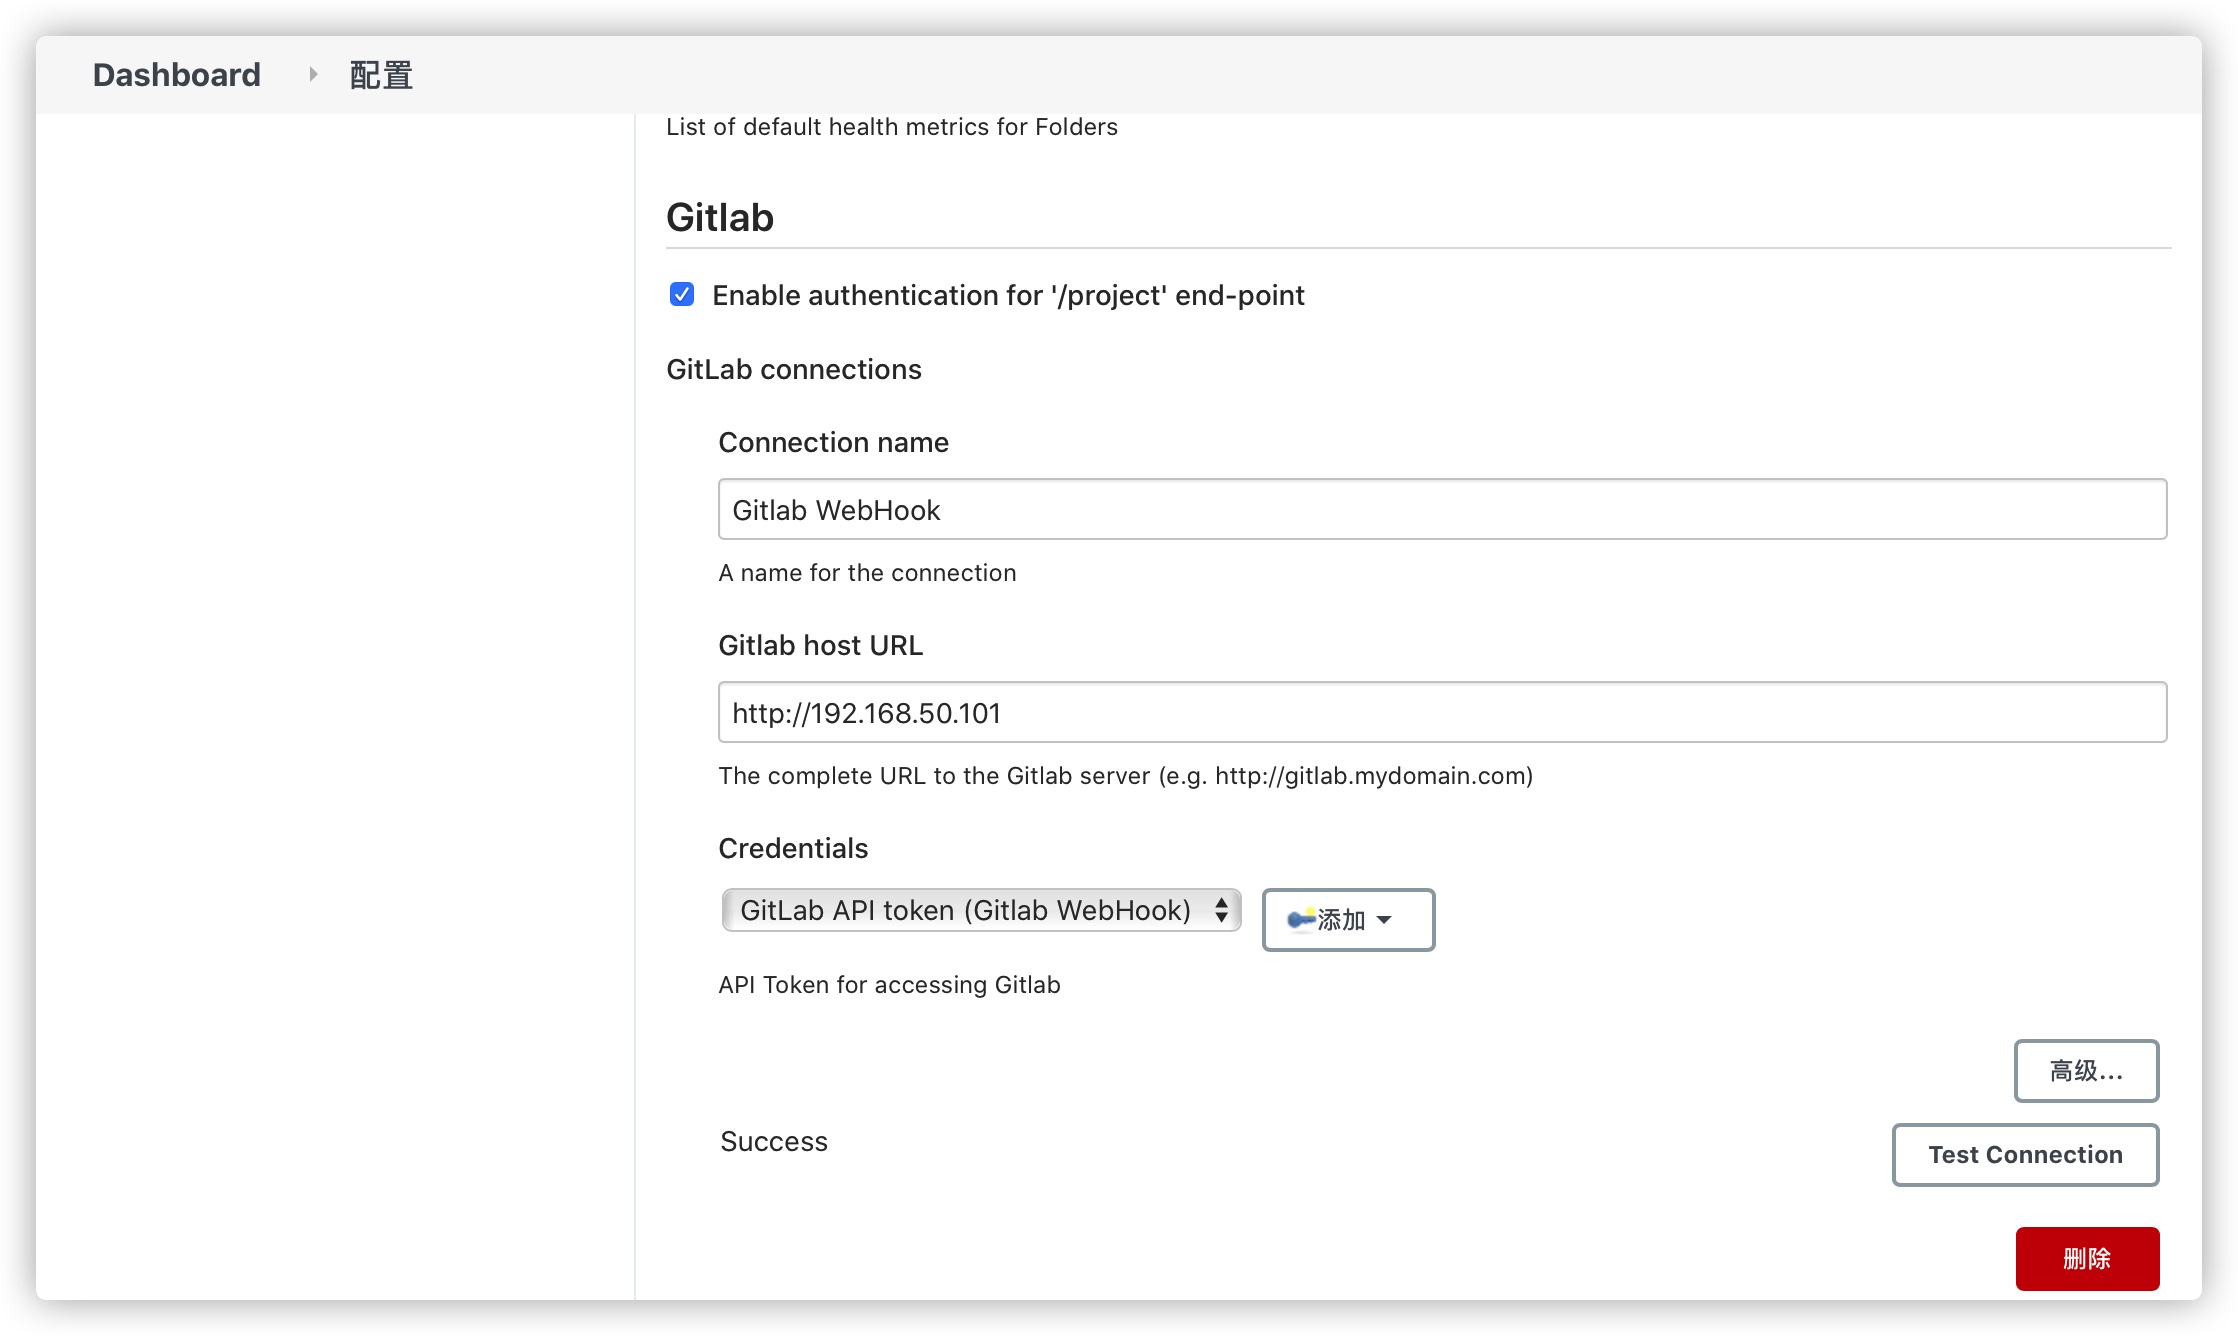 Dashboard
配置
List of default health metrics for Folders
Gitlab
Enable authentication for '/project' end-point
GitLab connections
Connection name
Gitlab WebHook
A name for the connection
Gitlab host URL
http://192.168.50.101
The complete URL to the Gitlab server (e.g. http://gitlab.mydomain.com)
Credentials
GitLab API token (Gitlab WebHook)
添加
API Token for accessing Gitlab
高级...
Success
Test Connection
删除